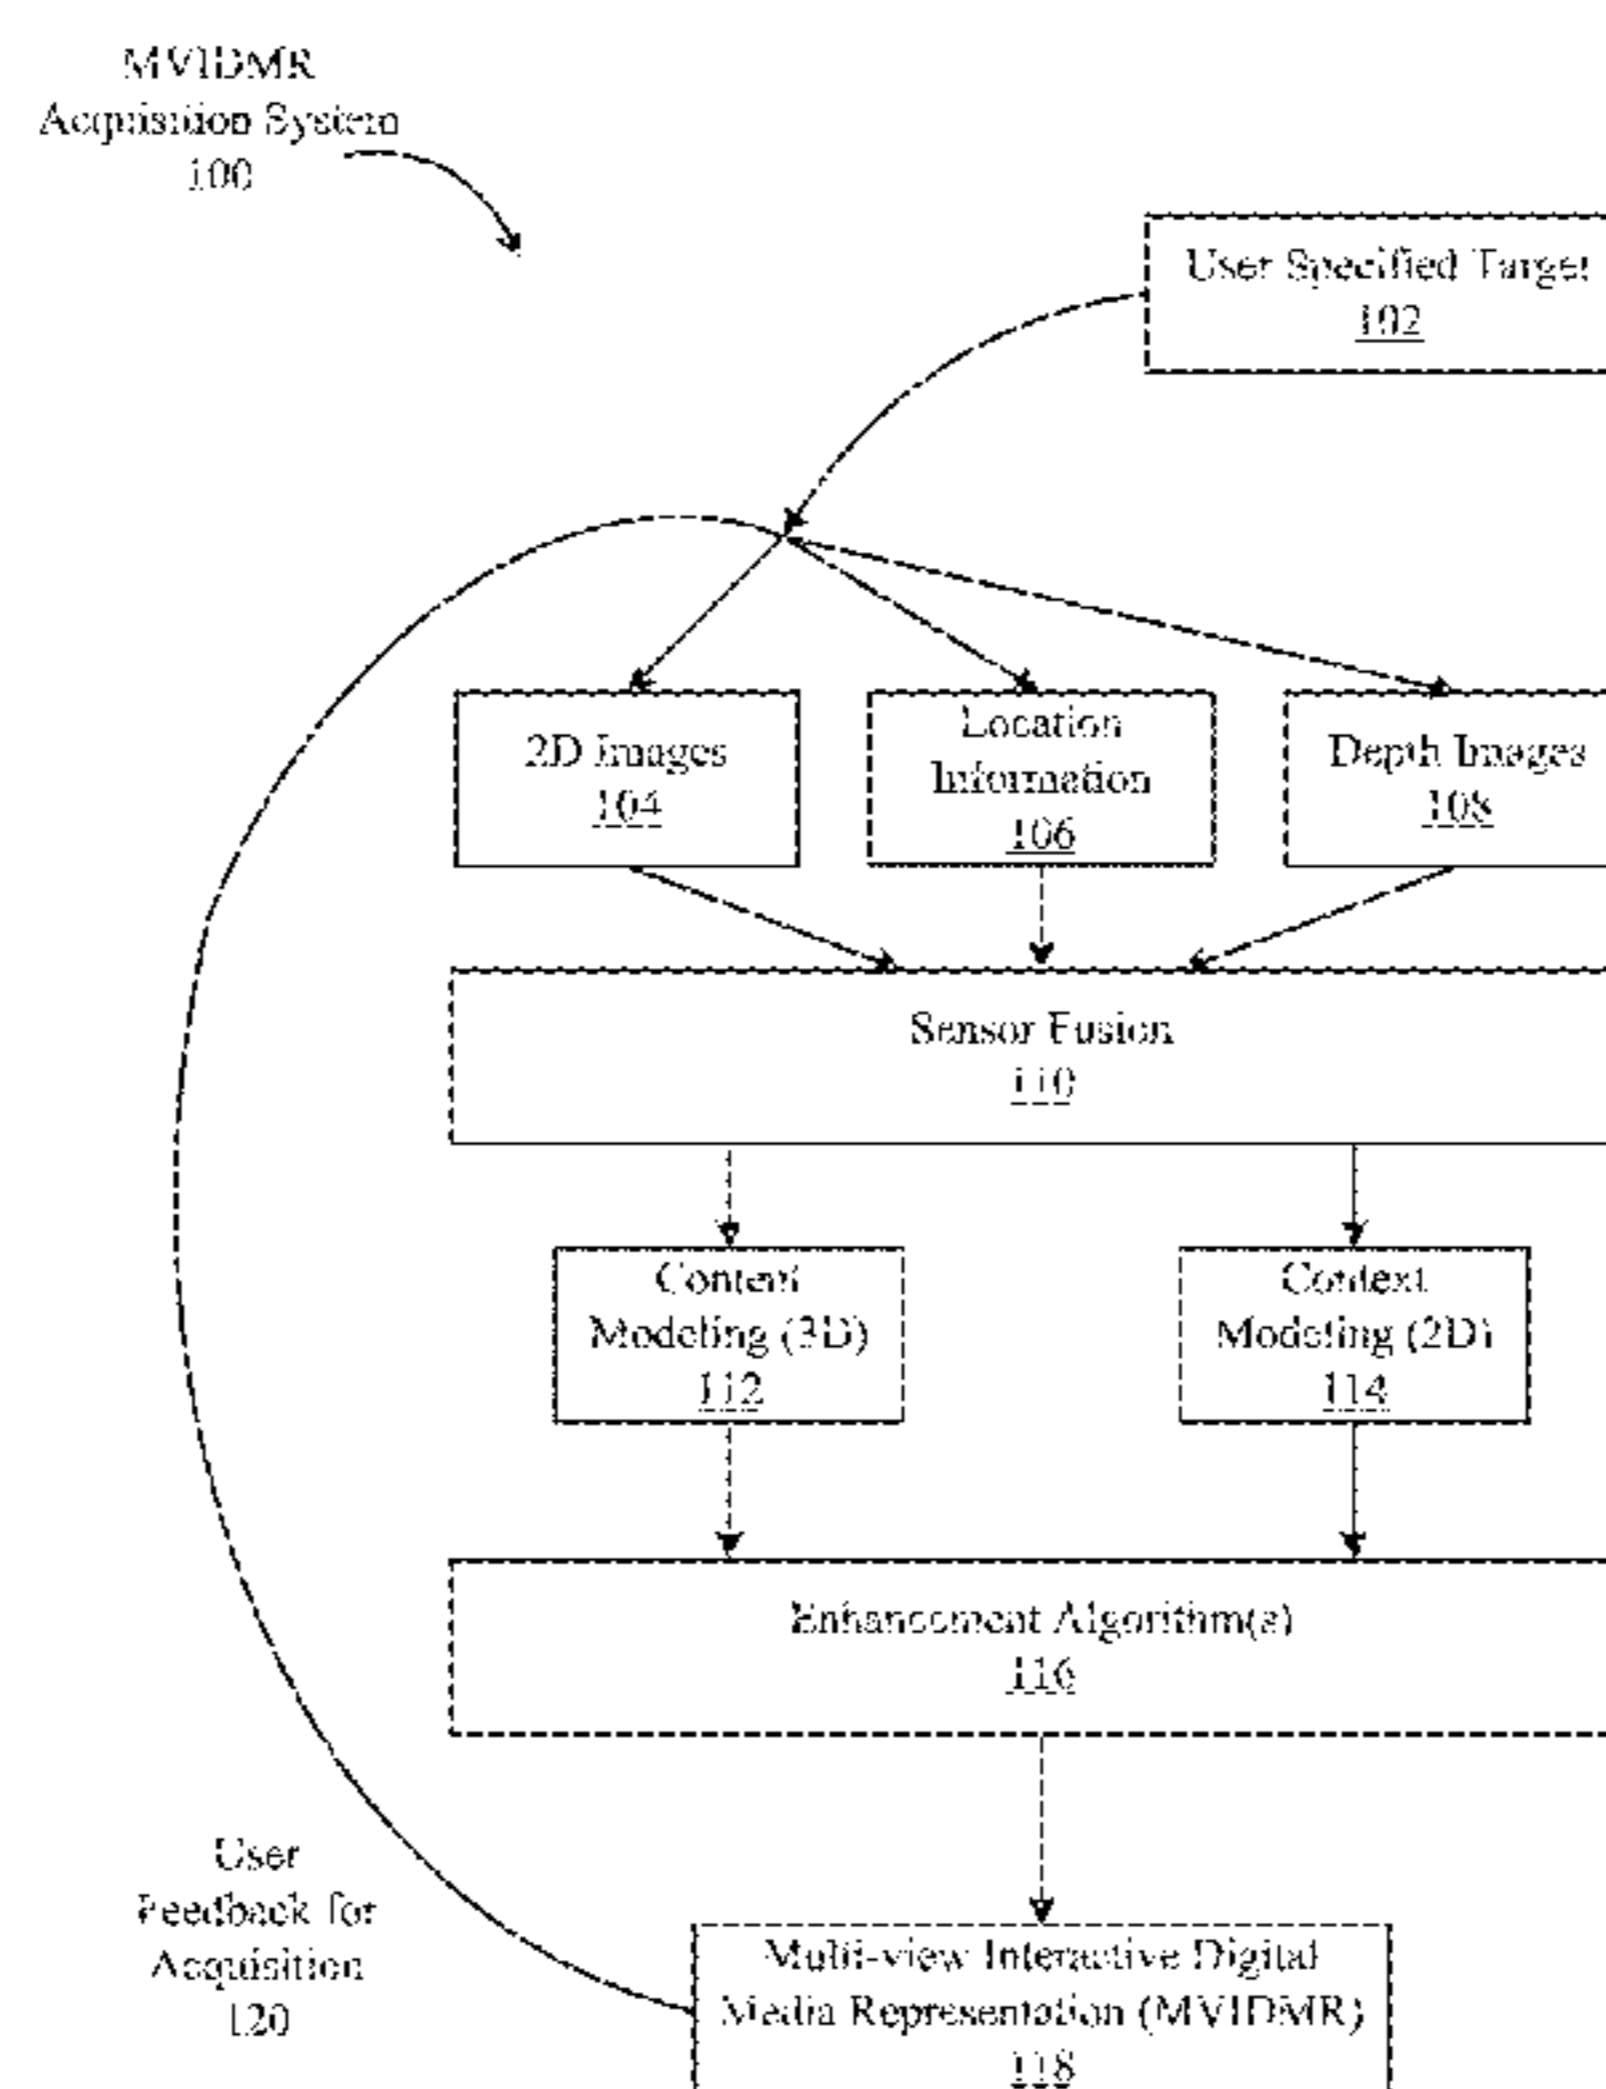 MVIDMR
Acquisition System
100
User Specified Target
102
2D Images
104
Location
Information
106
Depth Images
108
Sensor Fusion
110
Content
Modeling (3D)
112
Context
Modeling (2D)
114
Enhancement Algorithm(s)
116
User
Feedback for
Acquisition
120
Multi-view Interactive Digital
Media Representation (MVIDMR)
118